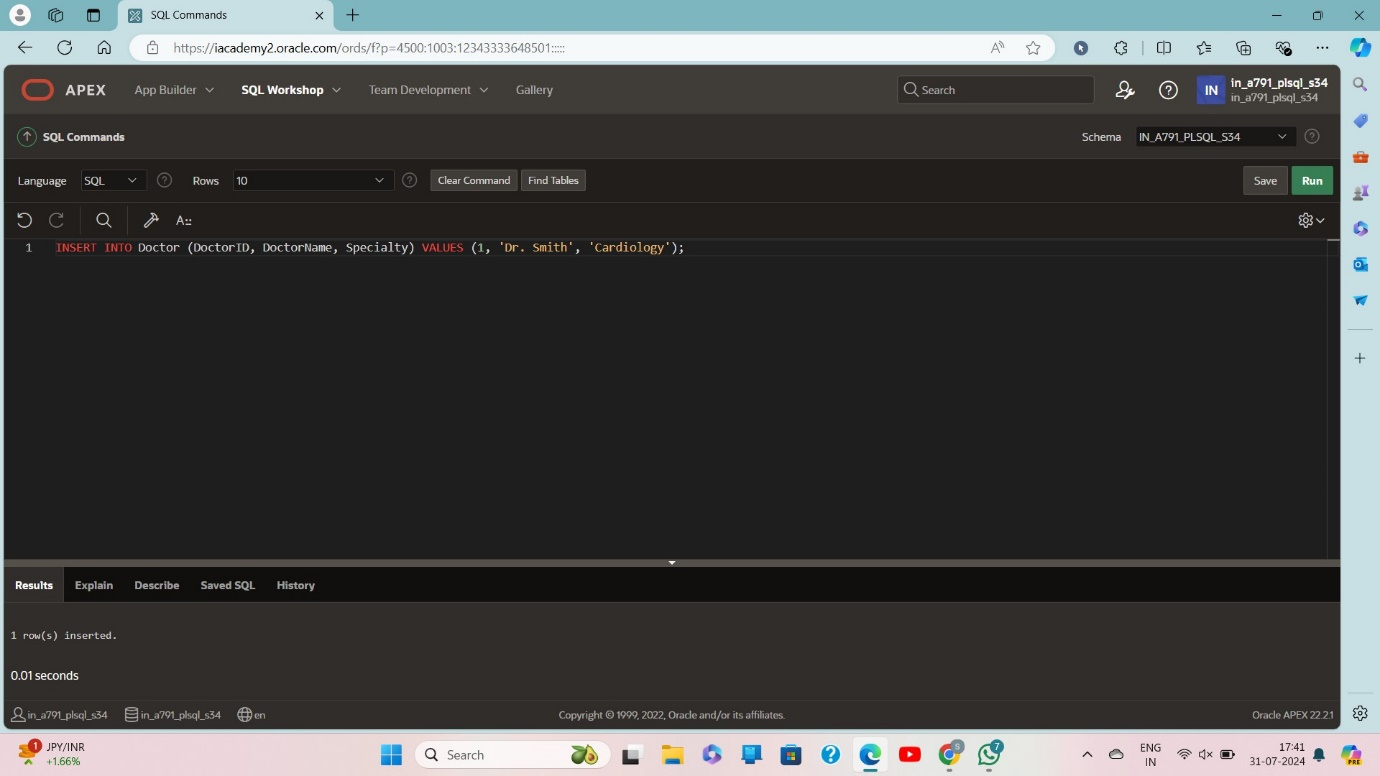 SQL Commands
https://iacademy2.oracle.com/ords/f?p=4500:1003:12343333648501:::::
APEX App Builder SQL Workshop Team Development Gallery Search IN in_a791_plsql_s34
in_a791_plsql_s34
SQL Commands Schema IN_A791_PLSQL_S34
Language SQL Rows 10 Clear Command Find Tables Save Run
A::
1 INSERT INTO Doctor (DoctorID, DoctorName, Specialty) VALUES (1, 'Dr. Smith', 'Cardiology');
Results Explain Describe Saved SQL History
1 row(s) inserted.
0.01 seconds
in_a791_plsql_s34 in_a791_plsql_s34 en Copyright © 1999, 2022, Oracle and/or its affiliates. Oracle APEX 22.2.1
1 JPY/INR
+1.66%
Search
S
7
ENG
IN
17:41
31-07-2024
PRE